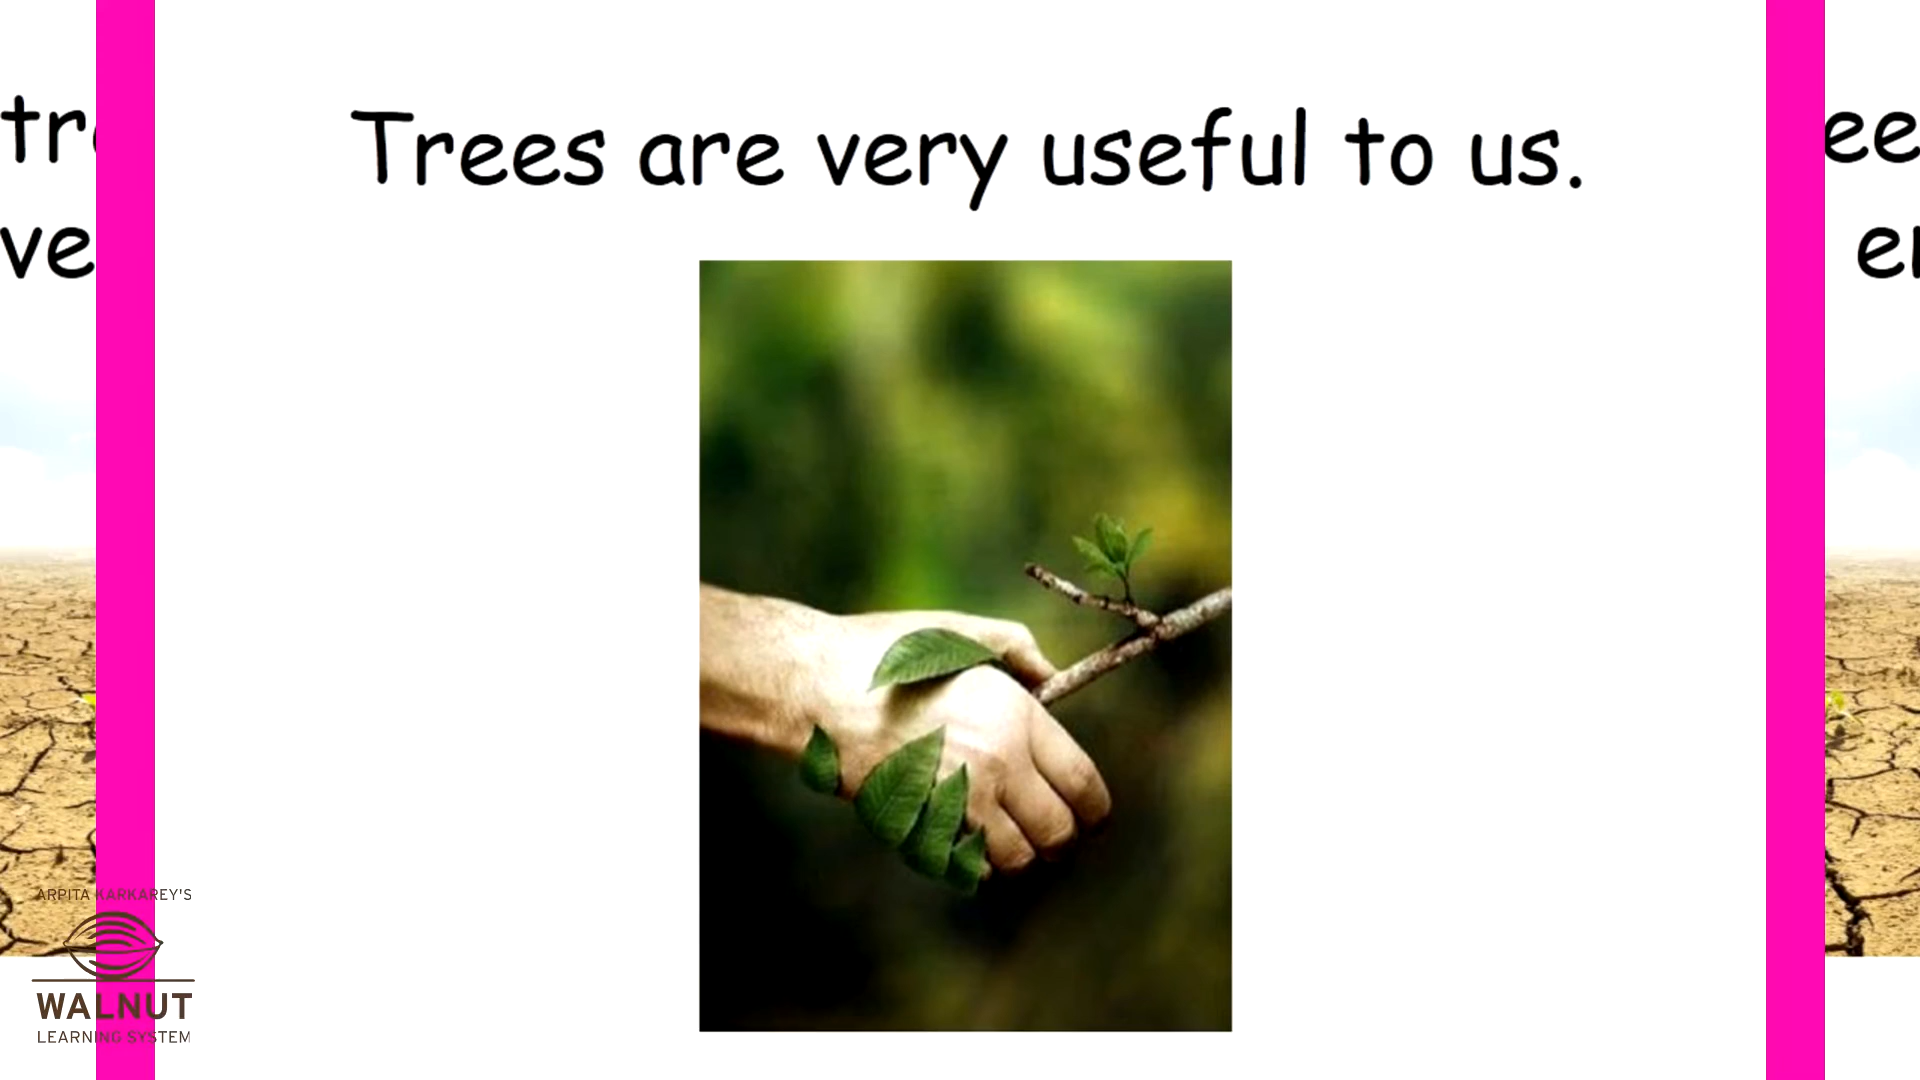 Trees are very useful to us.
ARPITA KARKAREY'S
WALNUT
LEARNING SYSTEM